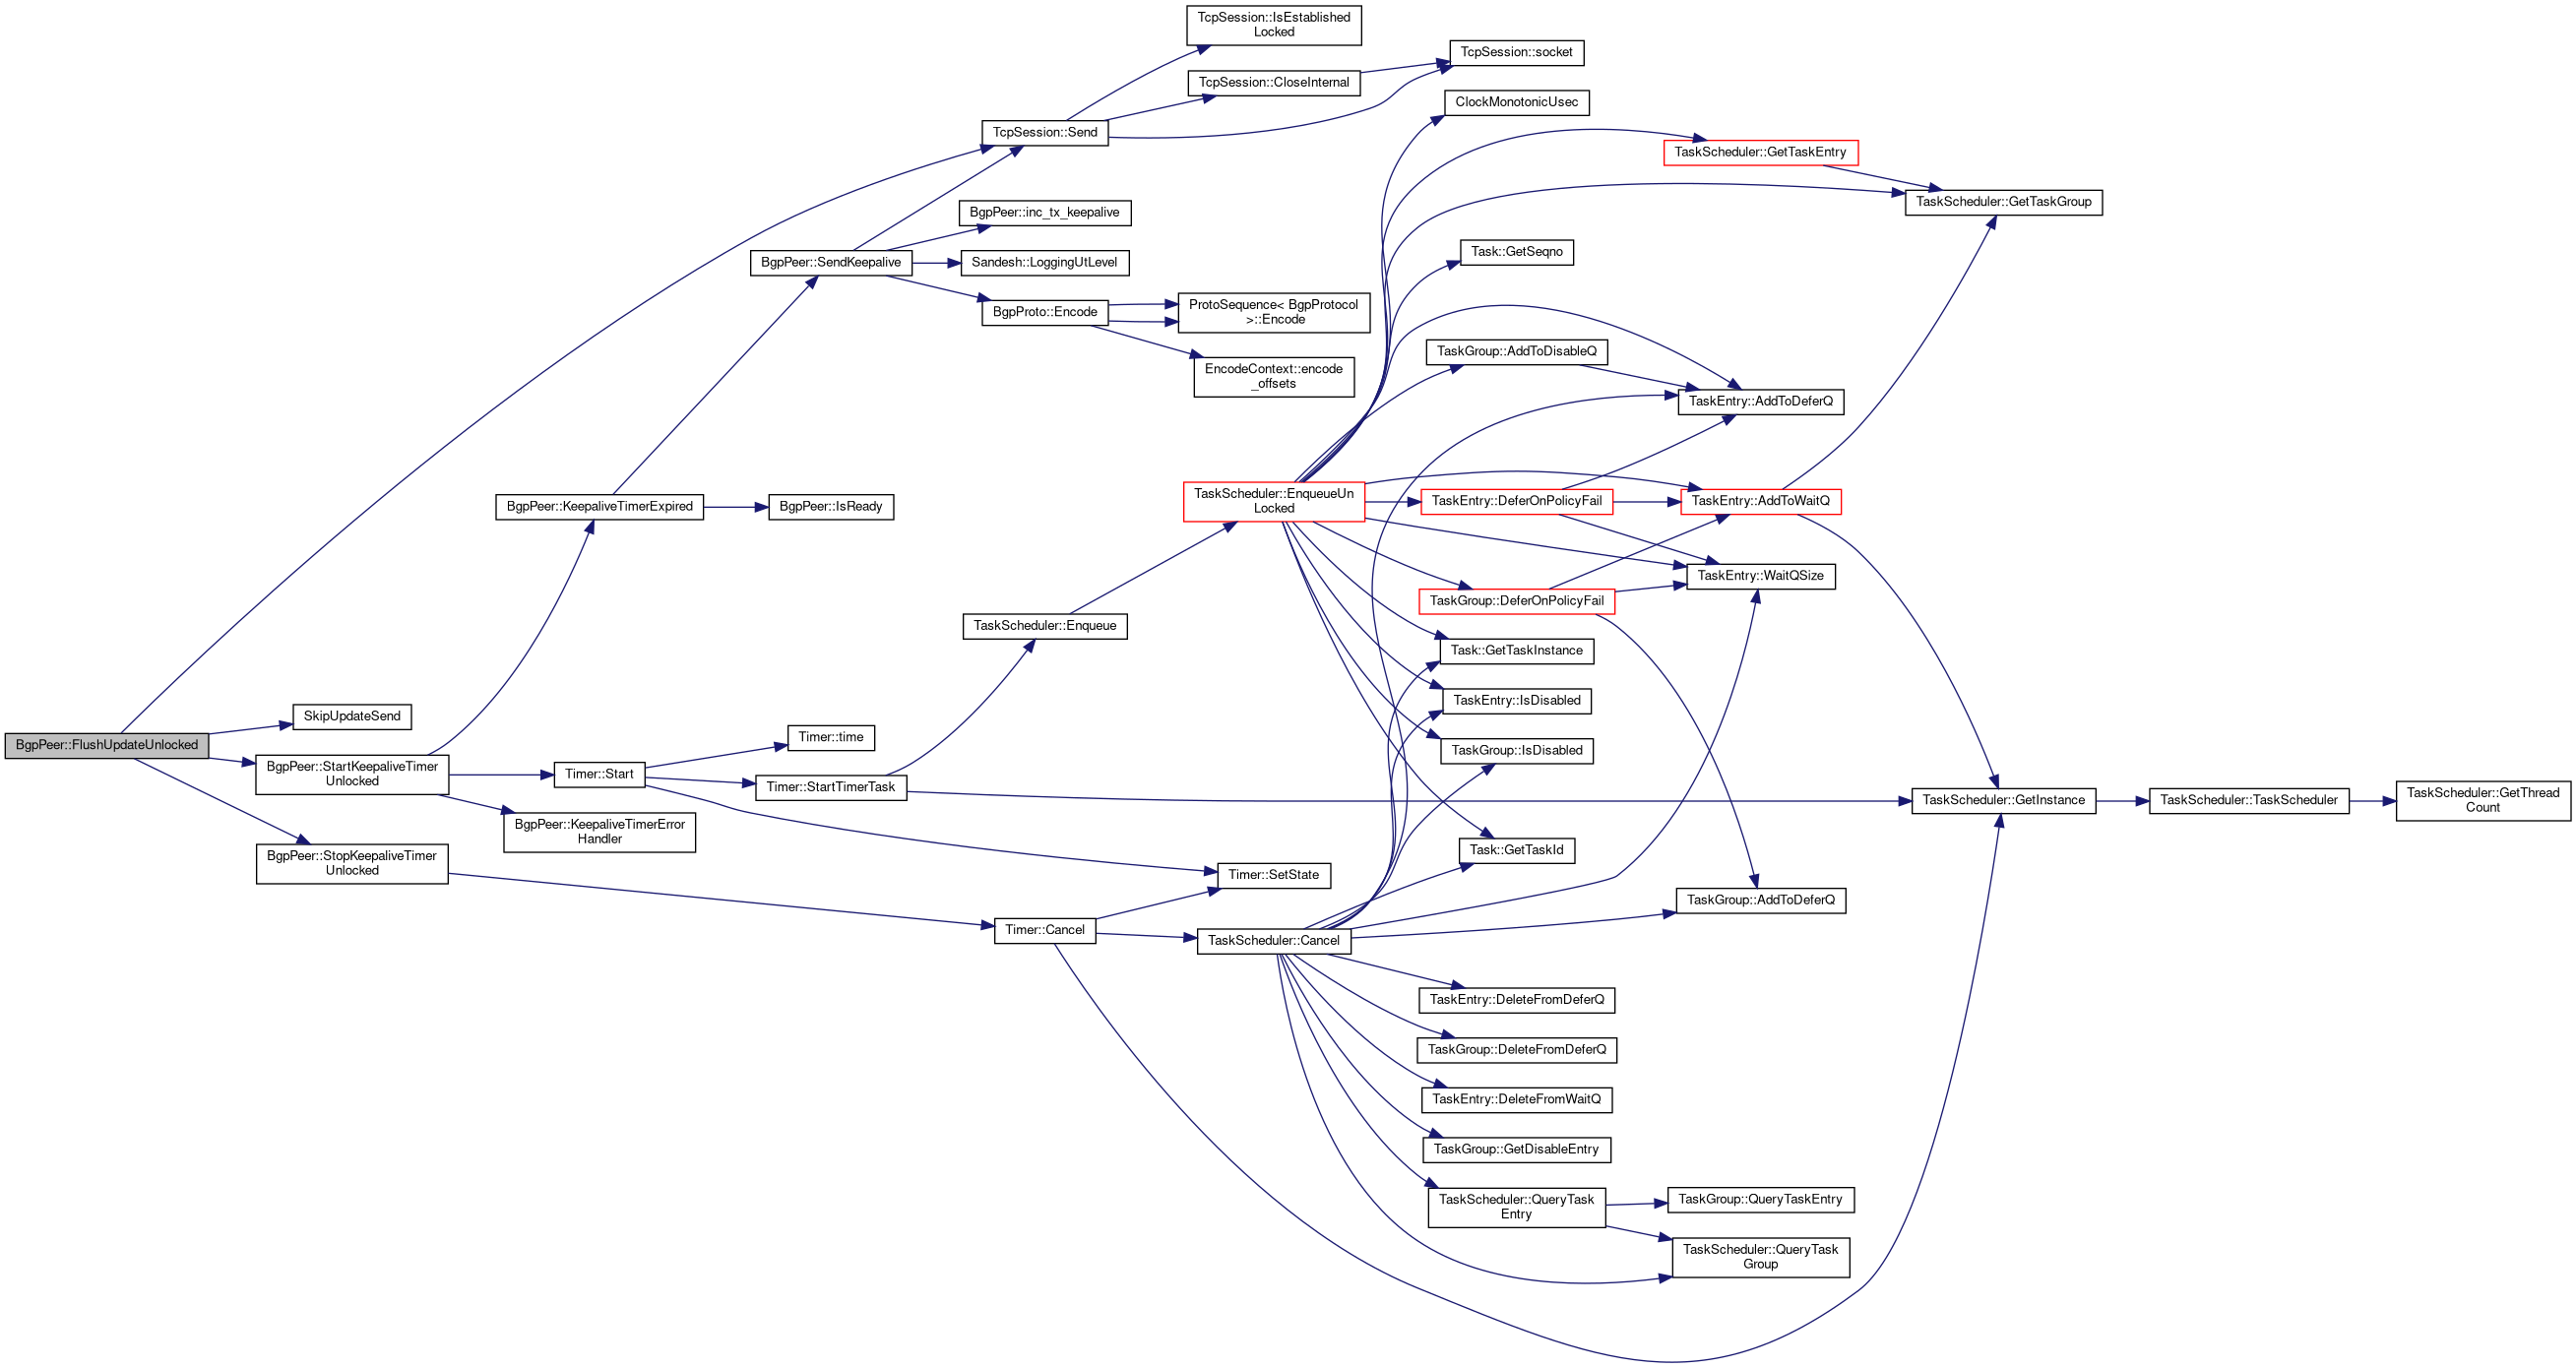 TcpSession::IsEstablished
Locked
TcpSession::socket
TcpSession::CloseInternal
ClockMonotonicUsec
TcpSession::Send
TaskScheduler::GetTaskEntry
TaskScheduler::GetTaskGroup
BgpPeer::inc_tx_keepalive
Task::GetSeqno
BgpPeer::SendKeepalive
Sandesh::LoggingUtLevel
BgpProto::Encode
ProtoSequence< BgpProtocol
>::Encode
TaskGroup::AddToDisableQ
EncodeContext::encode
_offsets
TaskEntry::AddToDeferQ
BgpPeer::KeepaliveTimerExpired
BgpPeer::IsReady
TaskScheduler::EnqueueUn
Locked
TaskEntry::DeferOnPolicyFail
TaskEntry::AddToWaitQ
TaskEntry::WaitQSize
TaskGroup::DeferOnPolicyFail
TaskScheduler::Enqueue
Task::GetTaskInstance
TaskEntry::IsDisabled
SkipUpdateSend
BgpPeer::FlushUpdateUnlocked
Timer::time
TaskGroup::IsDisabled
BgpPeer::StartKeepaliveTimer
Unlocked
Timer::Start
Timer::StartTimerTask
TaskScheduler::GetInstance
TaskScheduler::TaskScheduler
TaskScheduler::GetThread
Count
BgpPeer::KeepaliveTimerError
Handler
BgpPeer::StopKeepaliveTimer
Unlocked
Task::GetTaskId
Timer::SetState
TaskGroup::AddToDeferQ
Timer::Cancel
TaskScheduler::Cancel
TaskEntry::DeleteFromDeferQ
TaskGroup::DeleteFromDeferQ
TaskEntry::DeleteFromWaitQ
TaskGroup::GetDisableEntry
TaskScheduler::QueryTask
Entry
TaskGroup::QueryTaskEntry
TaskScheduler::QueryTask
Group